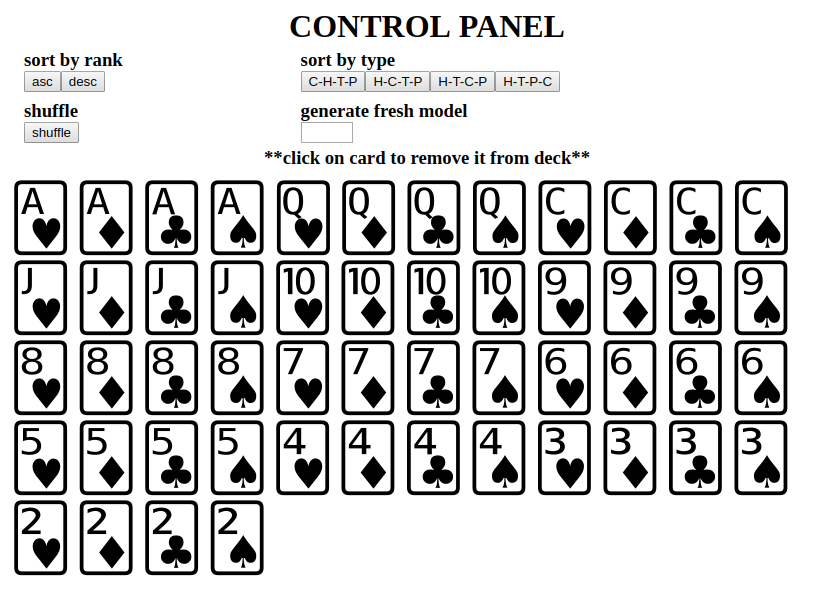 CONTROL PANEL
sort by rank sort by type
asc desc C-H-T-P H-C-T-P H-T-C-P H-T-P-C
shuffle generate fresh model
shuffle
**click on card to remove it from deck**
A A A A Q Q Q Q C C C C
J J J J 10 10 10 10 9 9 9 9
8 8 8 8 7 7 7 7 6 6 6 6
5 5 5 5 4 4 4 4 3 3 3 3
2 2 2 2